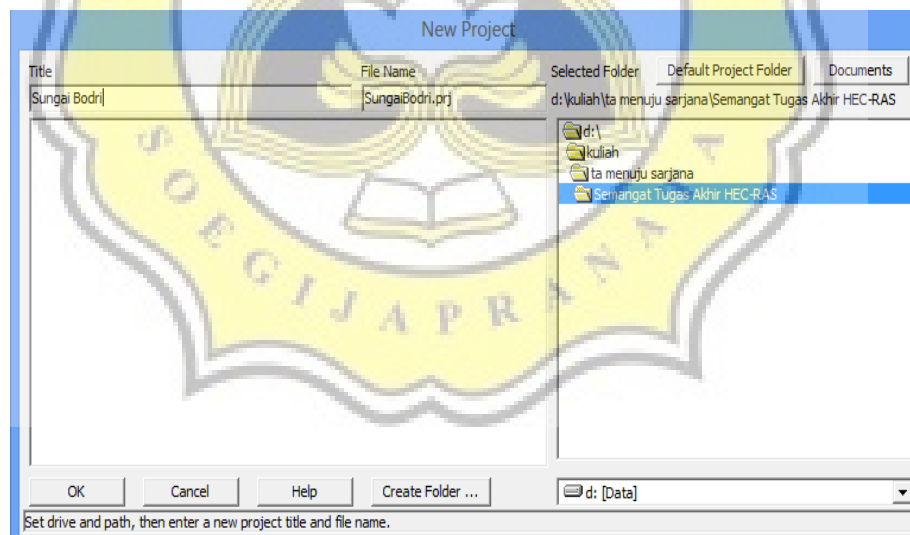 New Project
Title File Name Selected Folder Default Project Folder Documents
Sungai Bodri SungaiBodri.prj d:\kuliah\ta menuju sarjana\Semangat Tugas Akhir HEC-RAS
d:\
kuliah
ta menuju sarjana
Semangat Tugas Akhir HEC-RAS
SOEGIJAPRANATA
OK Cancel Help Create Folder ... d: [Data]
Set drive and path, then enter a new project title and file name.